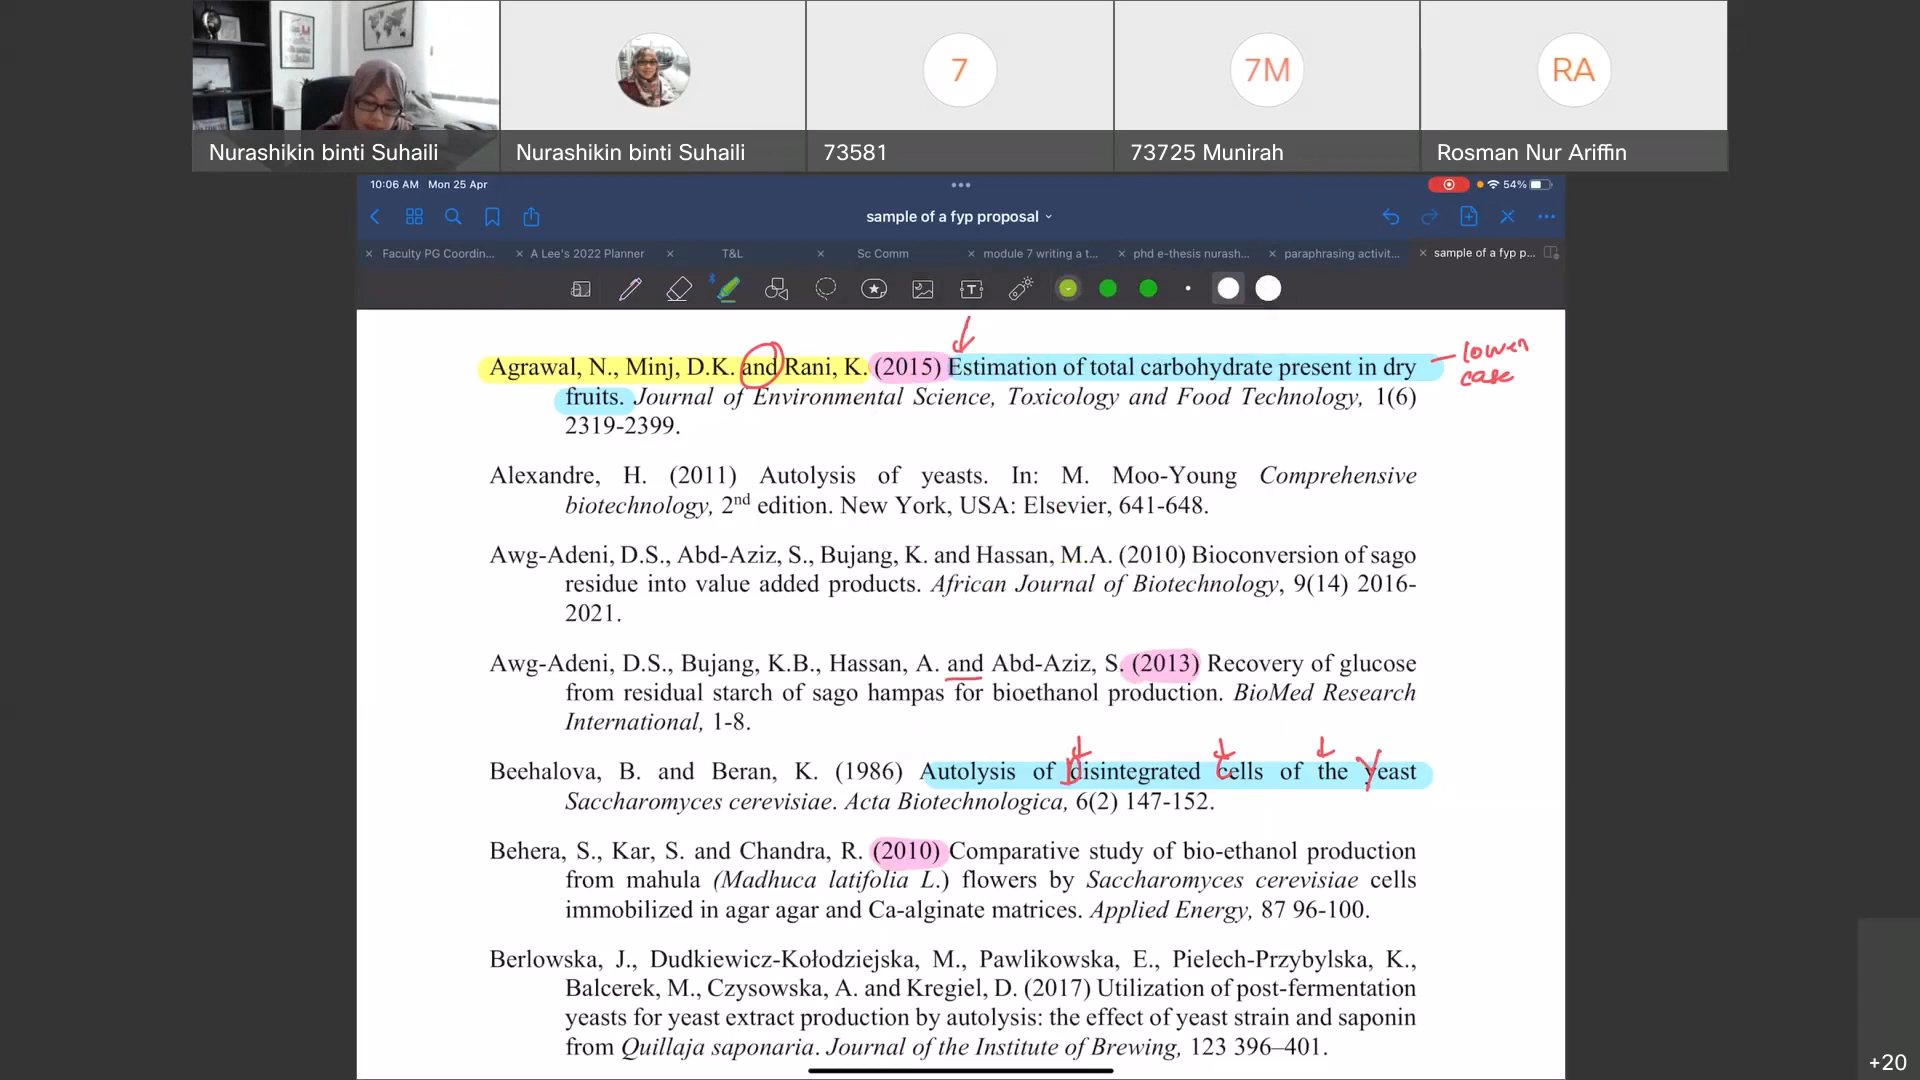 7
7M
RA
Nurashikin binti Suhaili
Nurashikin binti Suhaili
73581
73725 Munirah
Rosman Nur Ariffin
10:06 AM Mon 25 Apr
54%
sample of a fyp proposal
Faculty PG Coordin...
A Lee's 2022 Planner
T&L
Sc Comm
module 7 writing a t...
phd e-thesis nurash...
paraphrasing activit...
sample of a fyp p...
Agrawal, N., Minj, D.K. and Rani, K. (2015) Estimation of total carbohydrate present in dry
fruits. Journal of Environmental Science, Toxicology and Food Technology, 1(6)
2319-2399.
lower
case
Alexandre, H. (2011) Autolysis of yeasts. In: M. Moo-Young Comprehensive
biotechnology, 2nd edition. New York, USA: Elsevier, 641-648.
Awg-Adeni, D.S., Abd-Aziz, S., Bujang, K. and Hassan, M.A. (2010) Bioconversion of sago
residue into value added products. African Journal of Biotechnology, 9(14) 2016-
2021.
Awg-Adeni, D.S., Bujang, K.B., Hassan, A. and Abd-Aziz, S. (2013) Recovery of glucose
from residual starch of sago hampas for bioethanol production. BioMed Research
International, 1-8.
Beehalova, B. and Beran, K. (1986) Autolysis of disintegrated cells of the yeast
Saccharomyces cerevisiae. Acta Biotechnologica, 6(2) 147-152.
Behera, S., Kar, S. and Chandra, R. (2010) Comparative study of bio-ethanol production
from mahula (Madhuca latifolia L.) flowers by Saccharomyces cerevisiae cells
immobilized in agar agar and Ca-alginate matrices. Applied Energy, 87 96-100.
Berlowska, J., Dudkiewicz-Kołodziejska, M., Pawlikowska, E., Pielech-Przybylska, K.,
Balcerek, M., Czysowska, A. and Kregiel, D. (2017) Utilization of post-fermentation
yeasts for yeast extract production by autolysis: the effect of yeast strain and saponin
from Quillaja saponaria. Journal of the Institute of Brewing, 123 396–401.
+20